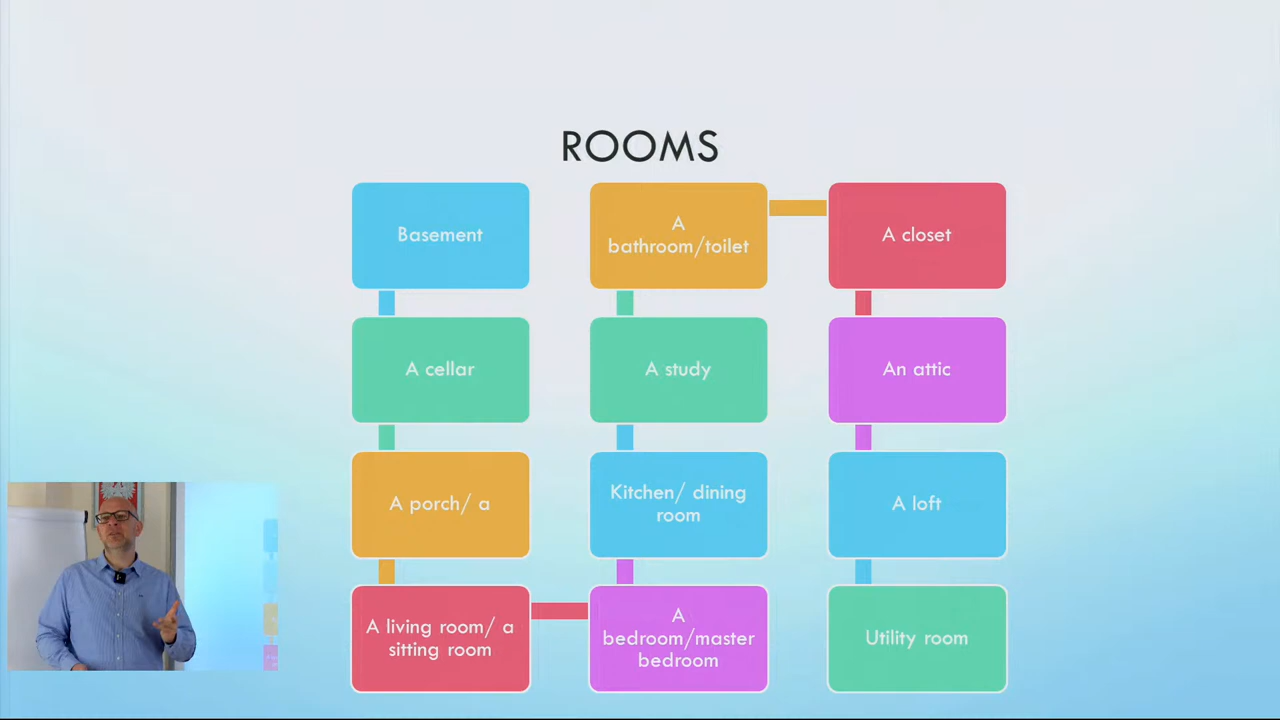 ROOMS
Basement
A cellar
A porch/ a
A living room/ a
sitting room
A
bedroom/master
bedroom
Kitchen/ dining
room
A study
A
bathroom/toilet
A closet
An attic
A loft
Utility room